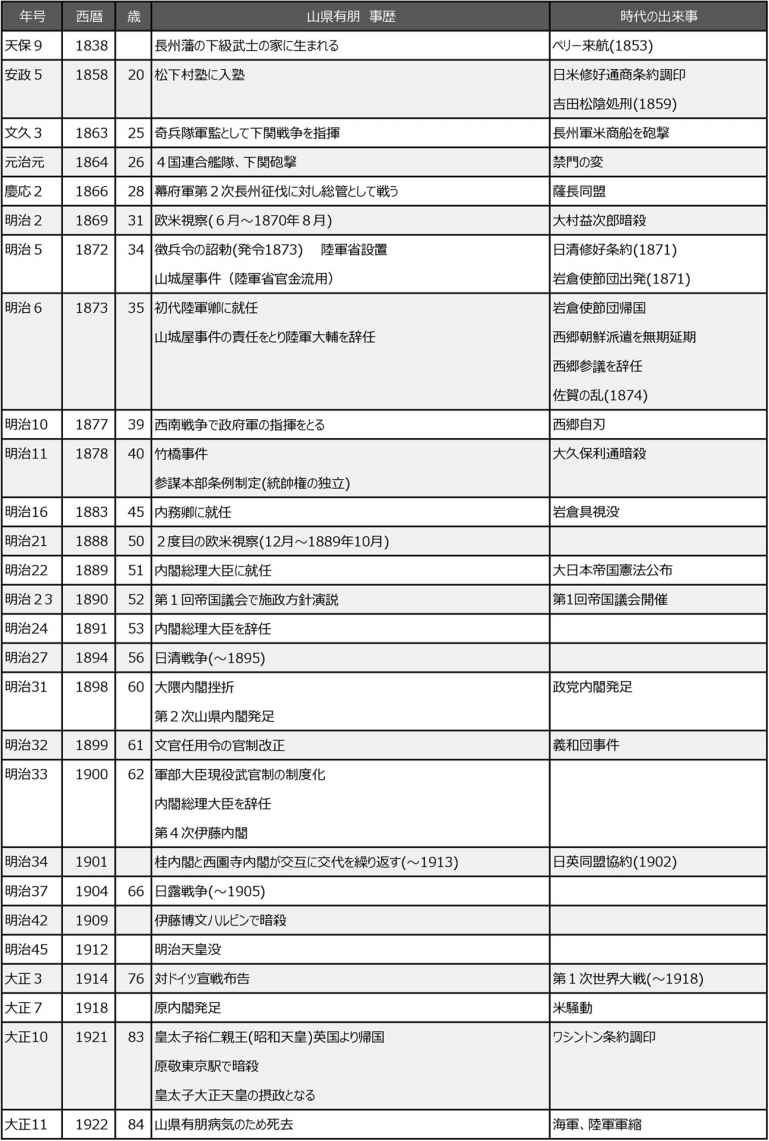 年号 西暦 歳 山県有朋 事歴 時代の出来事
天保９ 1838 長州藩の下級武士の家に生まれる ペリー来航(1853)
安政５ 1858 20 松下村塾に入塾 日米修好通商条約調印
吉田松陰処刑(1859)
文久３ 1863 25 奇兵隊軍監として下関戦争を指揮 長州軍米商船を砲撃
元治元 1864 26 ４国連合艦隊、下関砲撃 禁門の変
慶応２ 1866 28 幕府軍第２次長州征伐に対し総管として戦う 薩長同盟
明治２ 1869 31 欧米視察(６月～1870年８月) 大村益次郎暗殺
明治５ 1872 34 徴兵令の詔勅(発令1873)　陸軍省設置 日清修好条約(1871)
山城屋事件（陸軍省官金流用） 岩倉使節団出発(1871)
明治６ 1873 35 初代陸軍卿に就任 岩倉使節団帰国
山城屋事件の責任をとり陸軍大輔を辞任 西郷朝鮮派遣を無期延期
西郷参議を辞任
佐賀の乱(1874)
明治10 1877 39 西南戦争で政府軍の指揮をとる 西郷自刃
明治11 1878 40 竹橋事件 大久保利通暗殺
参謀本部条例制定(統帥権の独立)
明治16 1883 45 内務卿に就任 岩倉具視没
明治21 1888 50 ２度目の欧米視察(12月～1889年10月)
明治22 1889 51 内閣総理大臣に就任 大日本帝国憲法公布
明治２3 1890 52 第１回帝国議会で施政方針演説 第1回帝国議会開催
明治24 1891 53 内閣総理大臣を辞任
明治27 1894 56 日清戦争(～1895)
明治31 1898 60 大隈内閣挫折 政党内閣発足
第２次山県内閣発足
明治32 1899 61 文官任用令の官制改正 義和団事件
明治33 1900 62 軍部大臣現役武官制の制度化
内閣総理大臣を辞任
第４次伊藤内閣
明治34 1901 桂内閣と西園寺内閣が交互に交代を繰り返す(～1913) 日英同盟協約(1902)
明治37 1904 66 日露戦争(～1905)
明治42 1909 伊藤博文ハルビンで暗殺
明治45 1912 明治天皇没
大正３ 1914 76 対ドイツ宣戦布告 第１次世界大戦(～1918)
大正７ 1918 原内閣発足 米騒動
大正10 1921 83 皇太子裕仁親王(昭和天皇)英国より帰国 ワシントン条約調印
原敬東京駅で暗殺
皇太子大正天皇の摂政となる
大正11 1922 84 山県有朋病気のため死去 海軍、陸軍軍縮